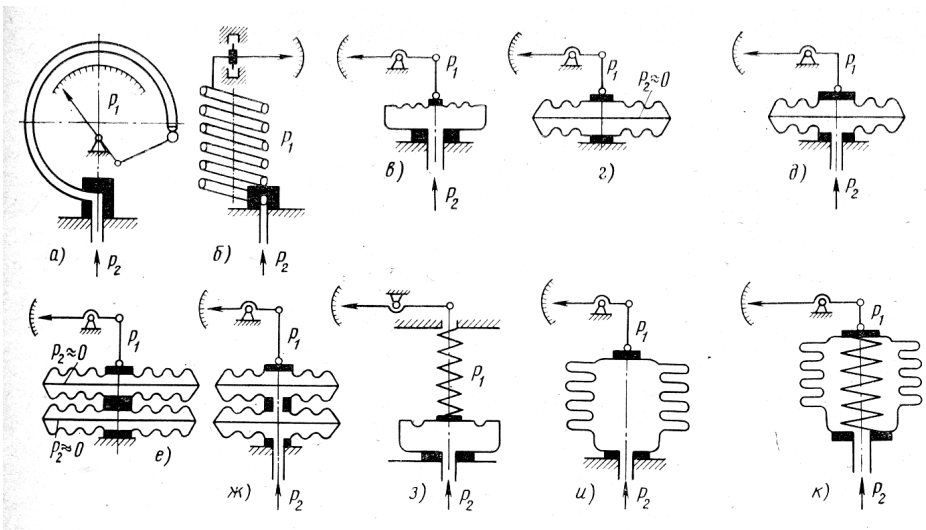 P₁
а)
P₂
P₁
б)
P₂
P₁
в)
P₂
P₂≈0
P₁
г)
P₁
д)
P₂
P₁
P₂≈0
P₂≈0
е)
P₁
ж)
P₂
P₁
з)
P₂
P₁
и)
P₂
P₁
к)
P₂